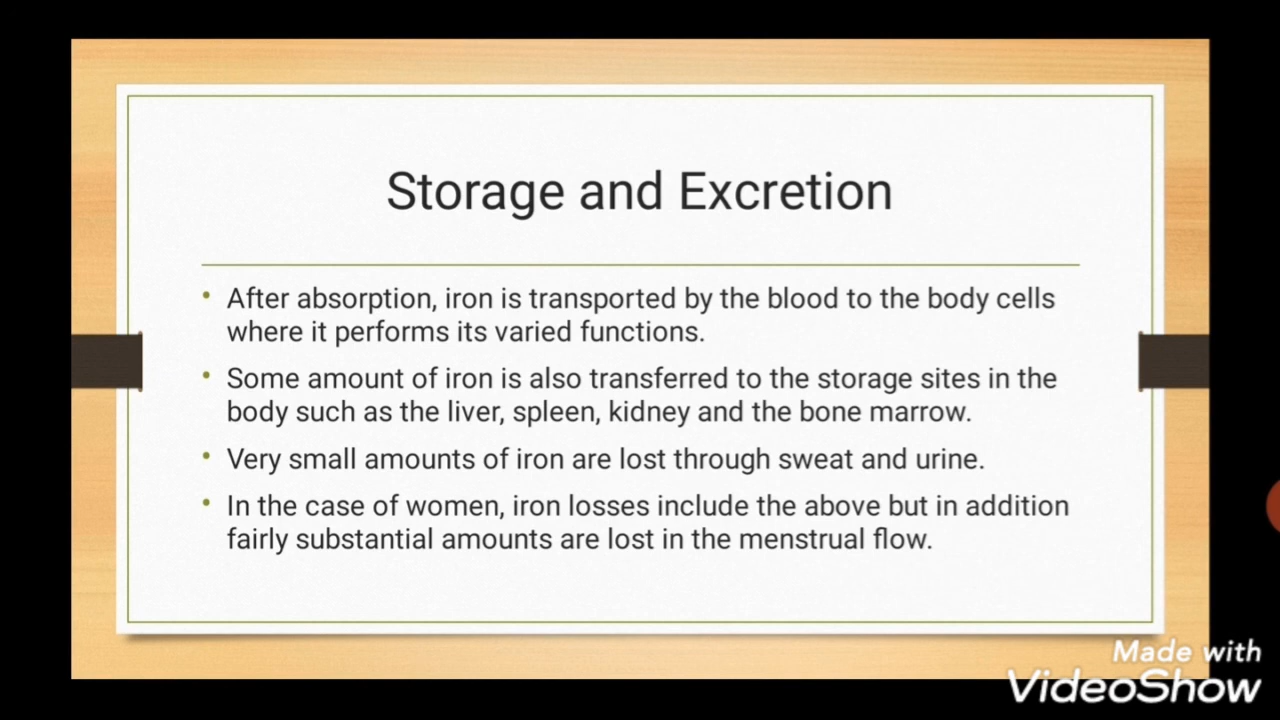 Storage and Excretion
• After absorption, iron is transported by the blood to the body cells
where it performs its varied functions.
• Some amount of iron is also transferred to the storage sites in the
body such as the liver, spleen, kidney and the bone marrow.
• Very small amounts of iron are lost through sweat and urine.
• In the case of women, iron losses include the above but in addition
fairly substantial amounts are lost in the menstrual flow.
Made with
VideoShow